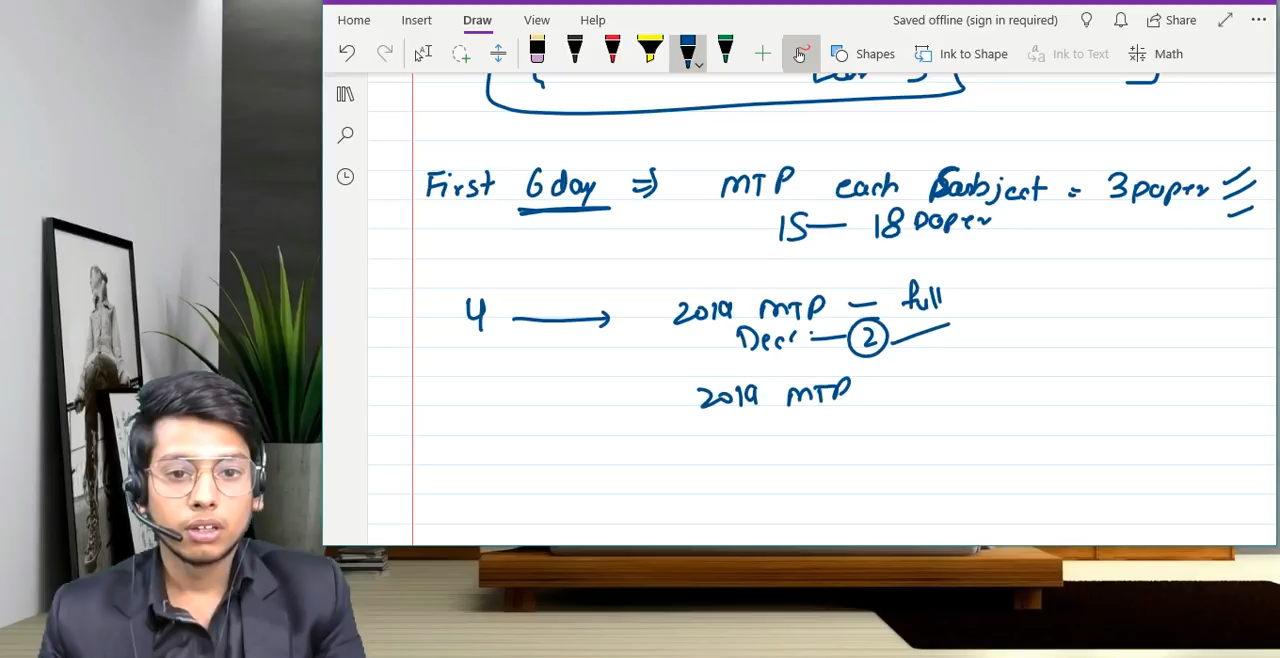 Home Insert Draw View Help Saved offline (sign in required) Share
Shapes Ink to Shape Ink to Text Math
First 6 day ⇒ MTP each Subject = 3 paper
15 — 18 paper
4 → 2019 MTP — full
Dec — 2
2019 MTP